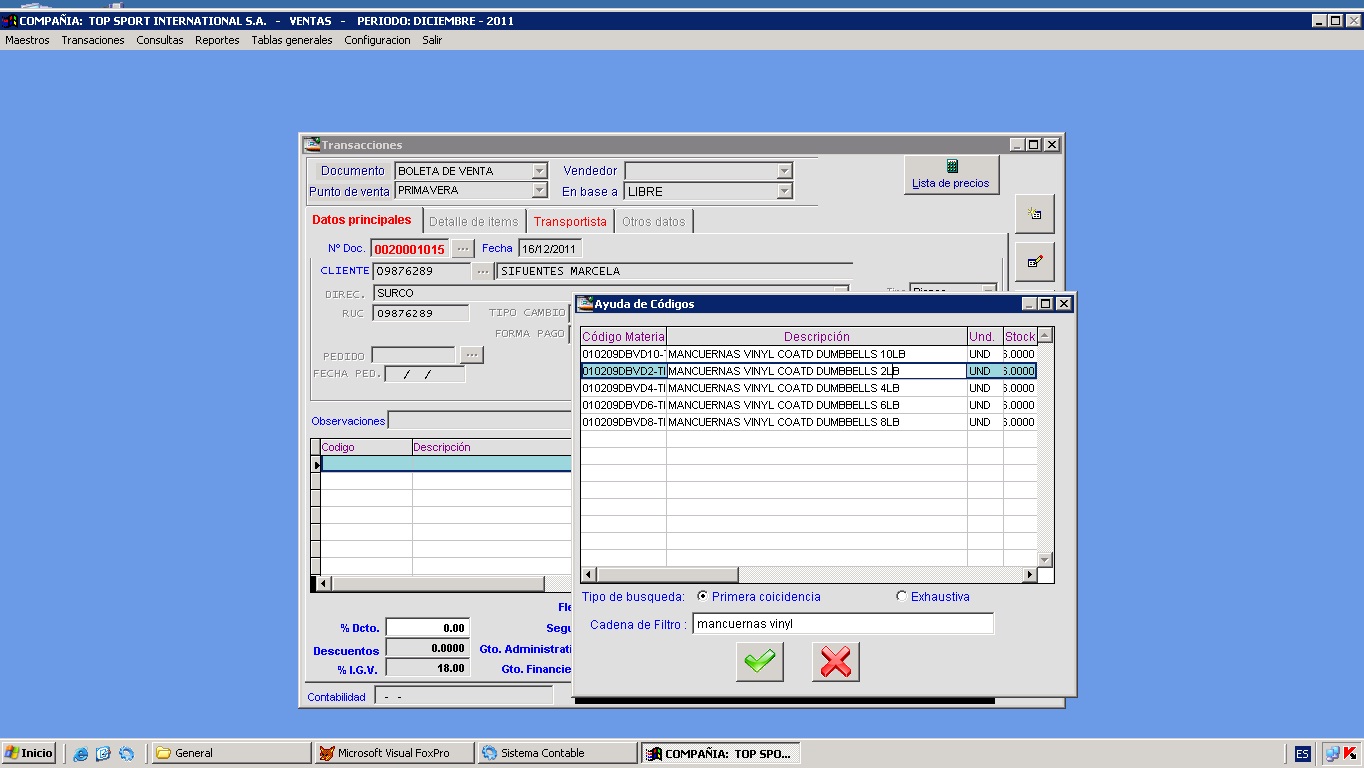 COMPAÑIA: TOP SPORT INTERNATIONAL S.A. - VENTAS - PERIODO: DICIEMBRE - 2011
Maestros Transaciones Consultas Reportes Tablas generales Configuracion Salir
Transacciones
Documento BOLETA DE VENTA Vendedor
Punto de venta PRIMAVERA En base a LIBRE
Lista de precios
Datos principales Detalle de items Transportista Otros datos
Nº Doc. 0020001015 ... Fecha 16/12/2011
CLIENTE 09876289 ... SIFUENTES MARCELA
DIREC. SURCO
RUC 09876289 TIPO CAMBIO
FORMA PAGO
PEDIDO ...
FECHA PED. / /
Observaciones
Codigo Descripción
% Dcto. 0.00
Descuentos 0.0000 Gto. Administrati
% I.G.V. 18.00 Gto. Financie
Contabilidad - -
Ayuda de Códigos
Código Materia Descripción Und. Stock
010209DBVD10-T MANCUERNAS VINYL COATD DUMBBELLS 10LB UND 6.0000
010209DBVD2-TI MANCUERNAS VINYL COATD DUMBBELLS 2LB UND 6.0000
010209DBVD4-TI MANCUERNAS VINYL COATD DUMBBELLS 4LB UND 6.0000
010209DBVD6-TI MANCUERNAS VINYL COATD DUMBBELLS 6LB UND 6.0000
010209DBVD8-TI MANCUERNAS VINYL COATD DUMBBELLS 8LB UND 6.0000
Tipo de busqueda: Primera coicidencia Exhaustiva
Cadena de Filtro : mancuernas vinyl
Inicio General Microsoft Visual FoxPro Sistema Contable COMPAÑIA: TOP SPO... ES